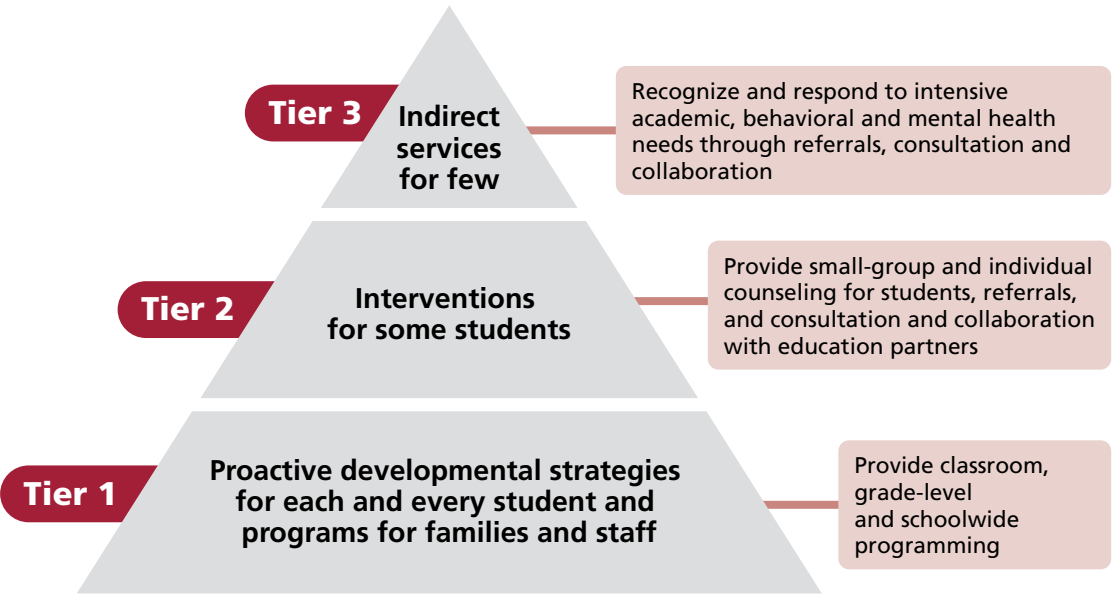 Tier 3
Indirect
services
for few
Recognize and respond to intensive
academic, behavioral and mental health
needs through referrals, consultation and
collaboration
Tier 2
Interventions
for some students
Provide small-group and individual
counseling for students, referrals,
and consultation and collaboration
with education partners
Tier 1
Proactive developmental strategies
for each and every student and
programs for families and staff
Provide classroom,
grade-level
and schoolwide
programming